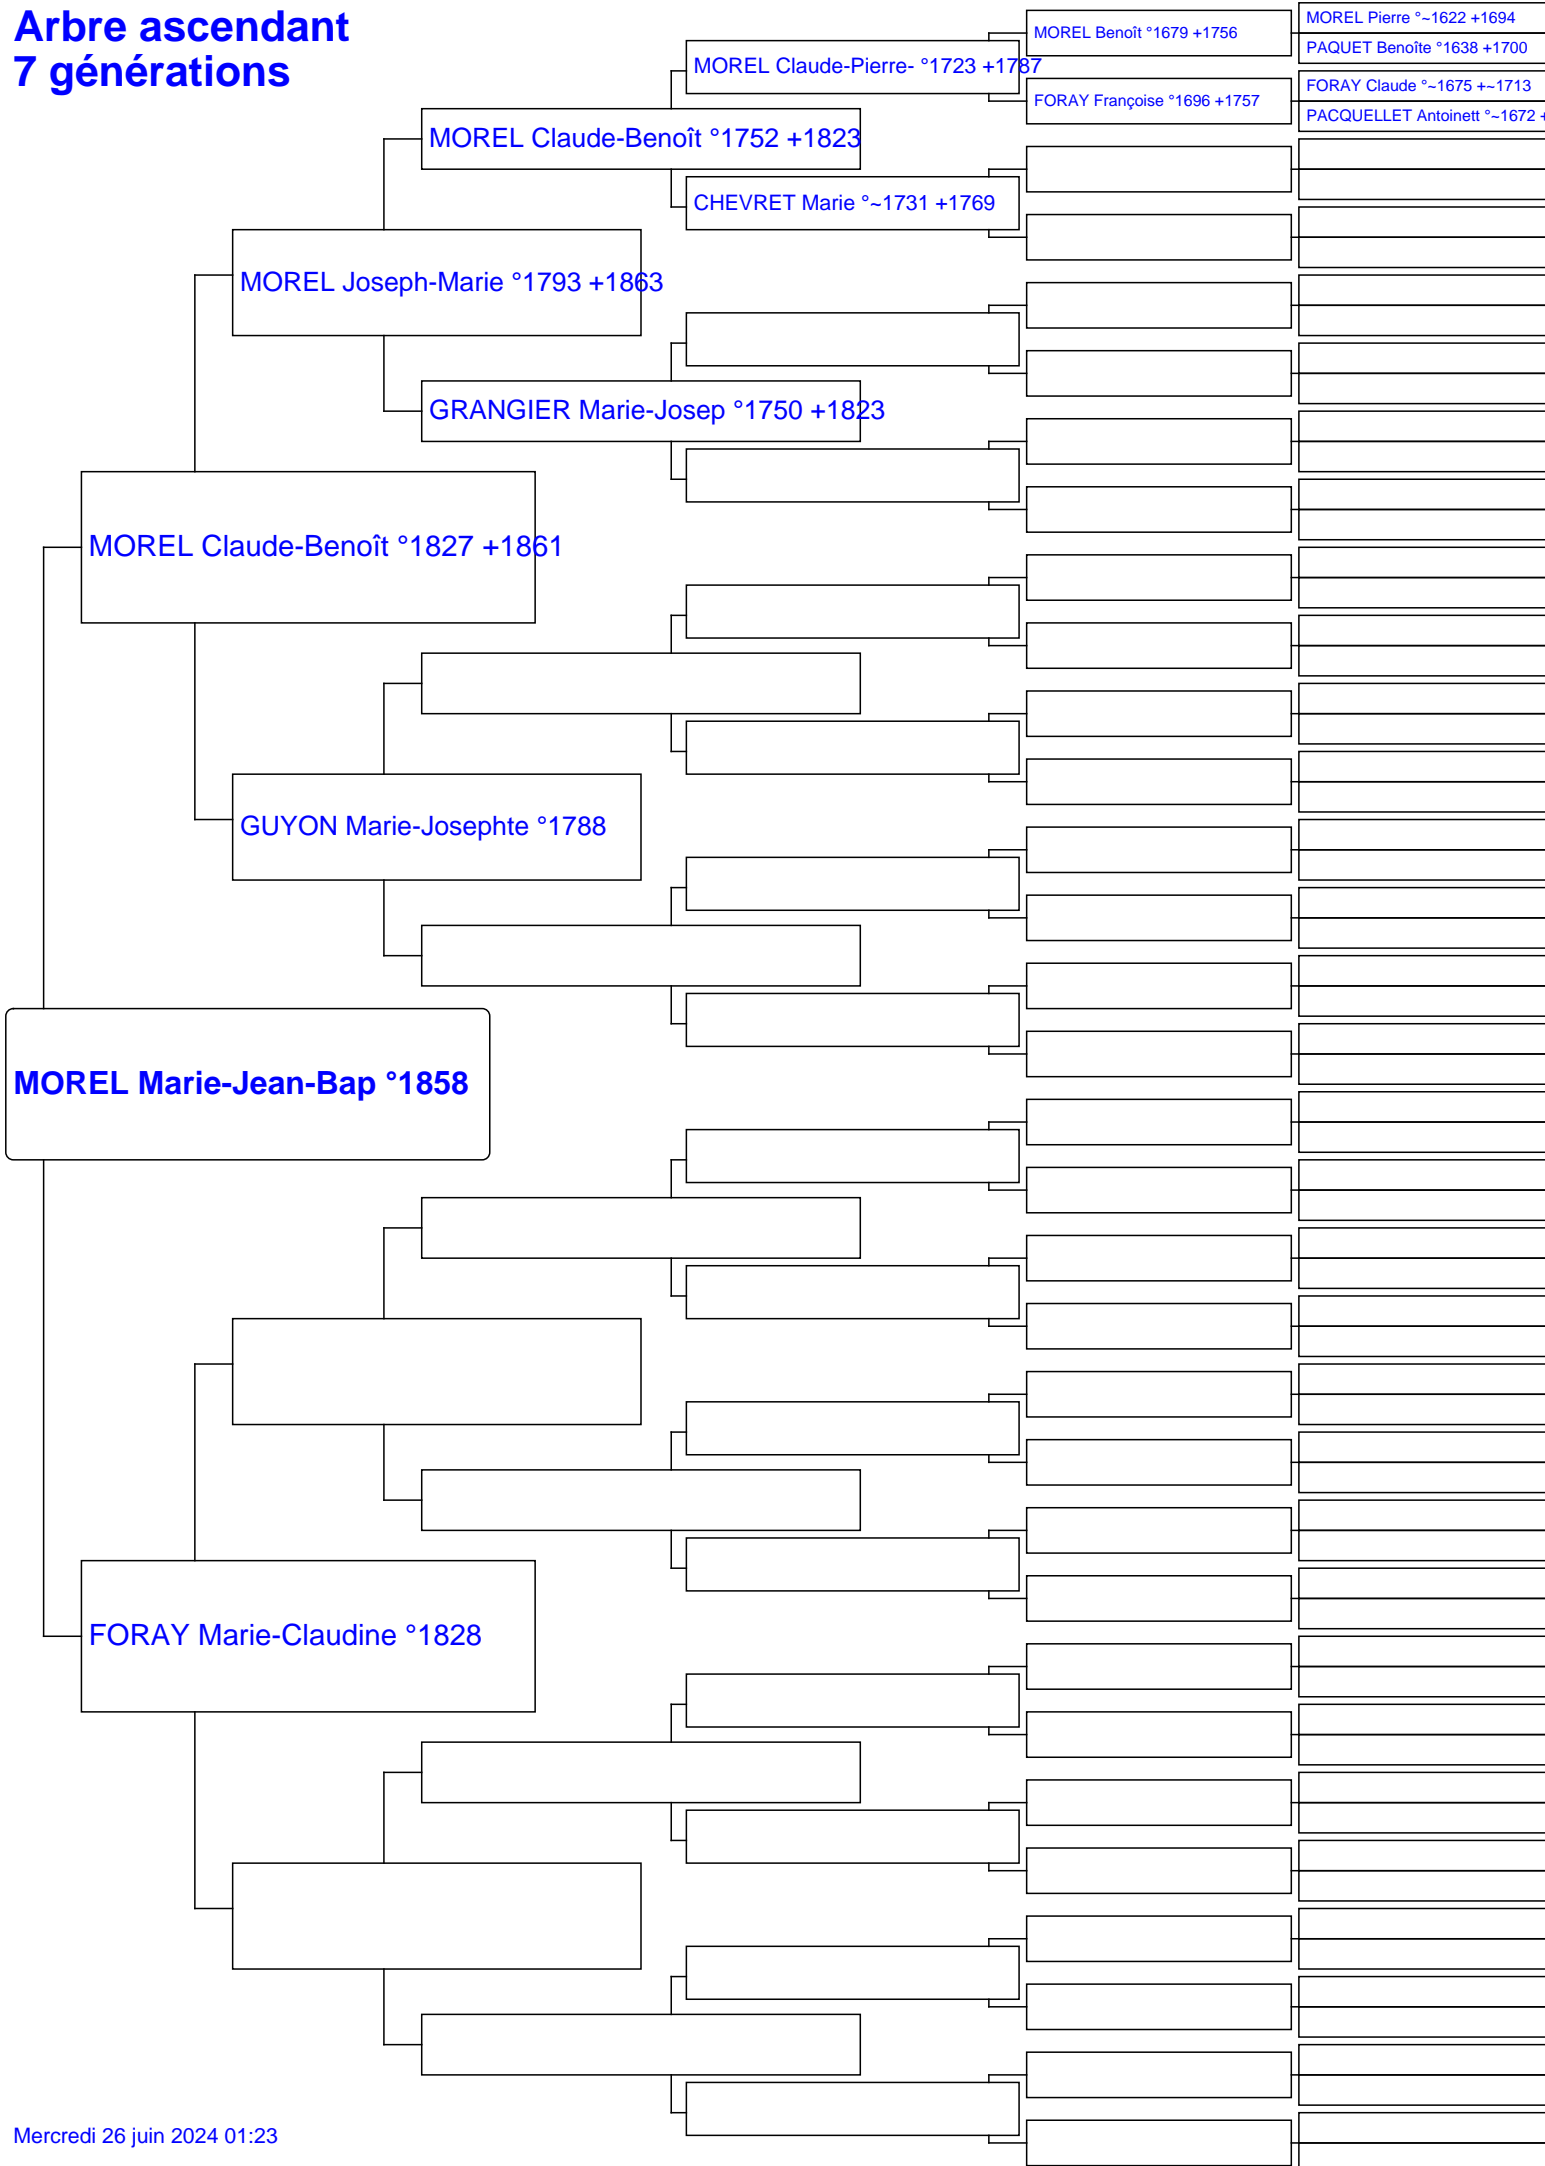 Arbre ascendant
7 générations
MOREL Pierre °~1622 +1694
MOREL Benoît °1679 +1756
PAQUET Benoîte °1638 +1700
MOREL Claude-Pierre- °1723 +1787
FORAY Claude °~1675 +~1713
FORAY Françoise °1696 +1757
PACQUELLET Antoinett °~1672 +
MOREL Claude-Benoît °1752 +1823
CHEVRET Marie °~1731 +1769
MOREL Joseph-Marie °1793 +1863
GRANGIER Marie-Josep °1750 +1823
MOREL Claude-Benoît °1827 +1861
GUYON Marie-Josephte °1788
MOREL Marie-Jean-Bap °1858
FORAY Marie-Claudine °1828
Mercredi 26 juin 2024 01:23